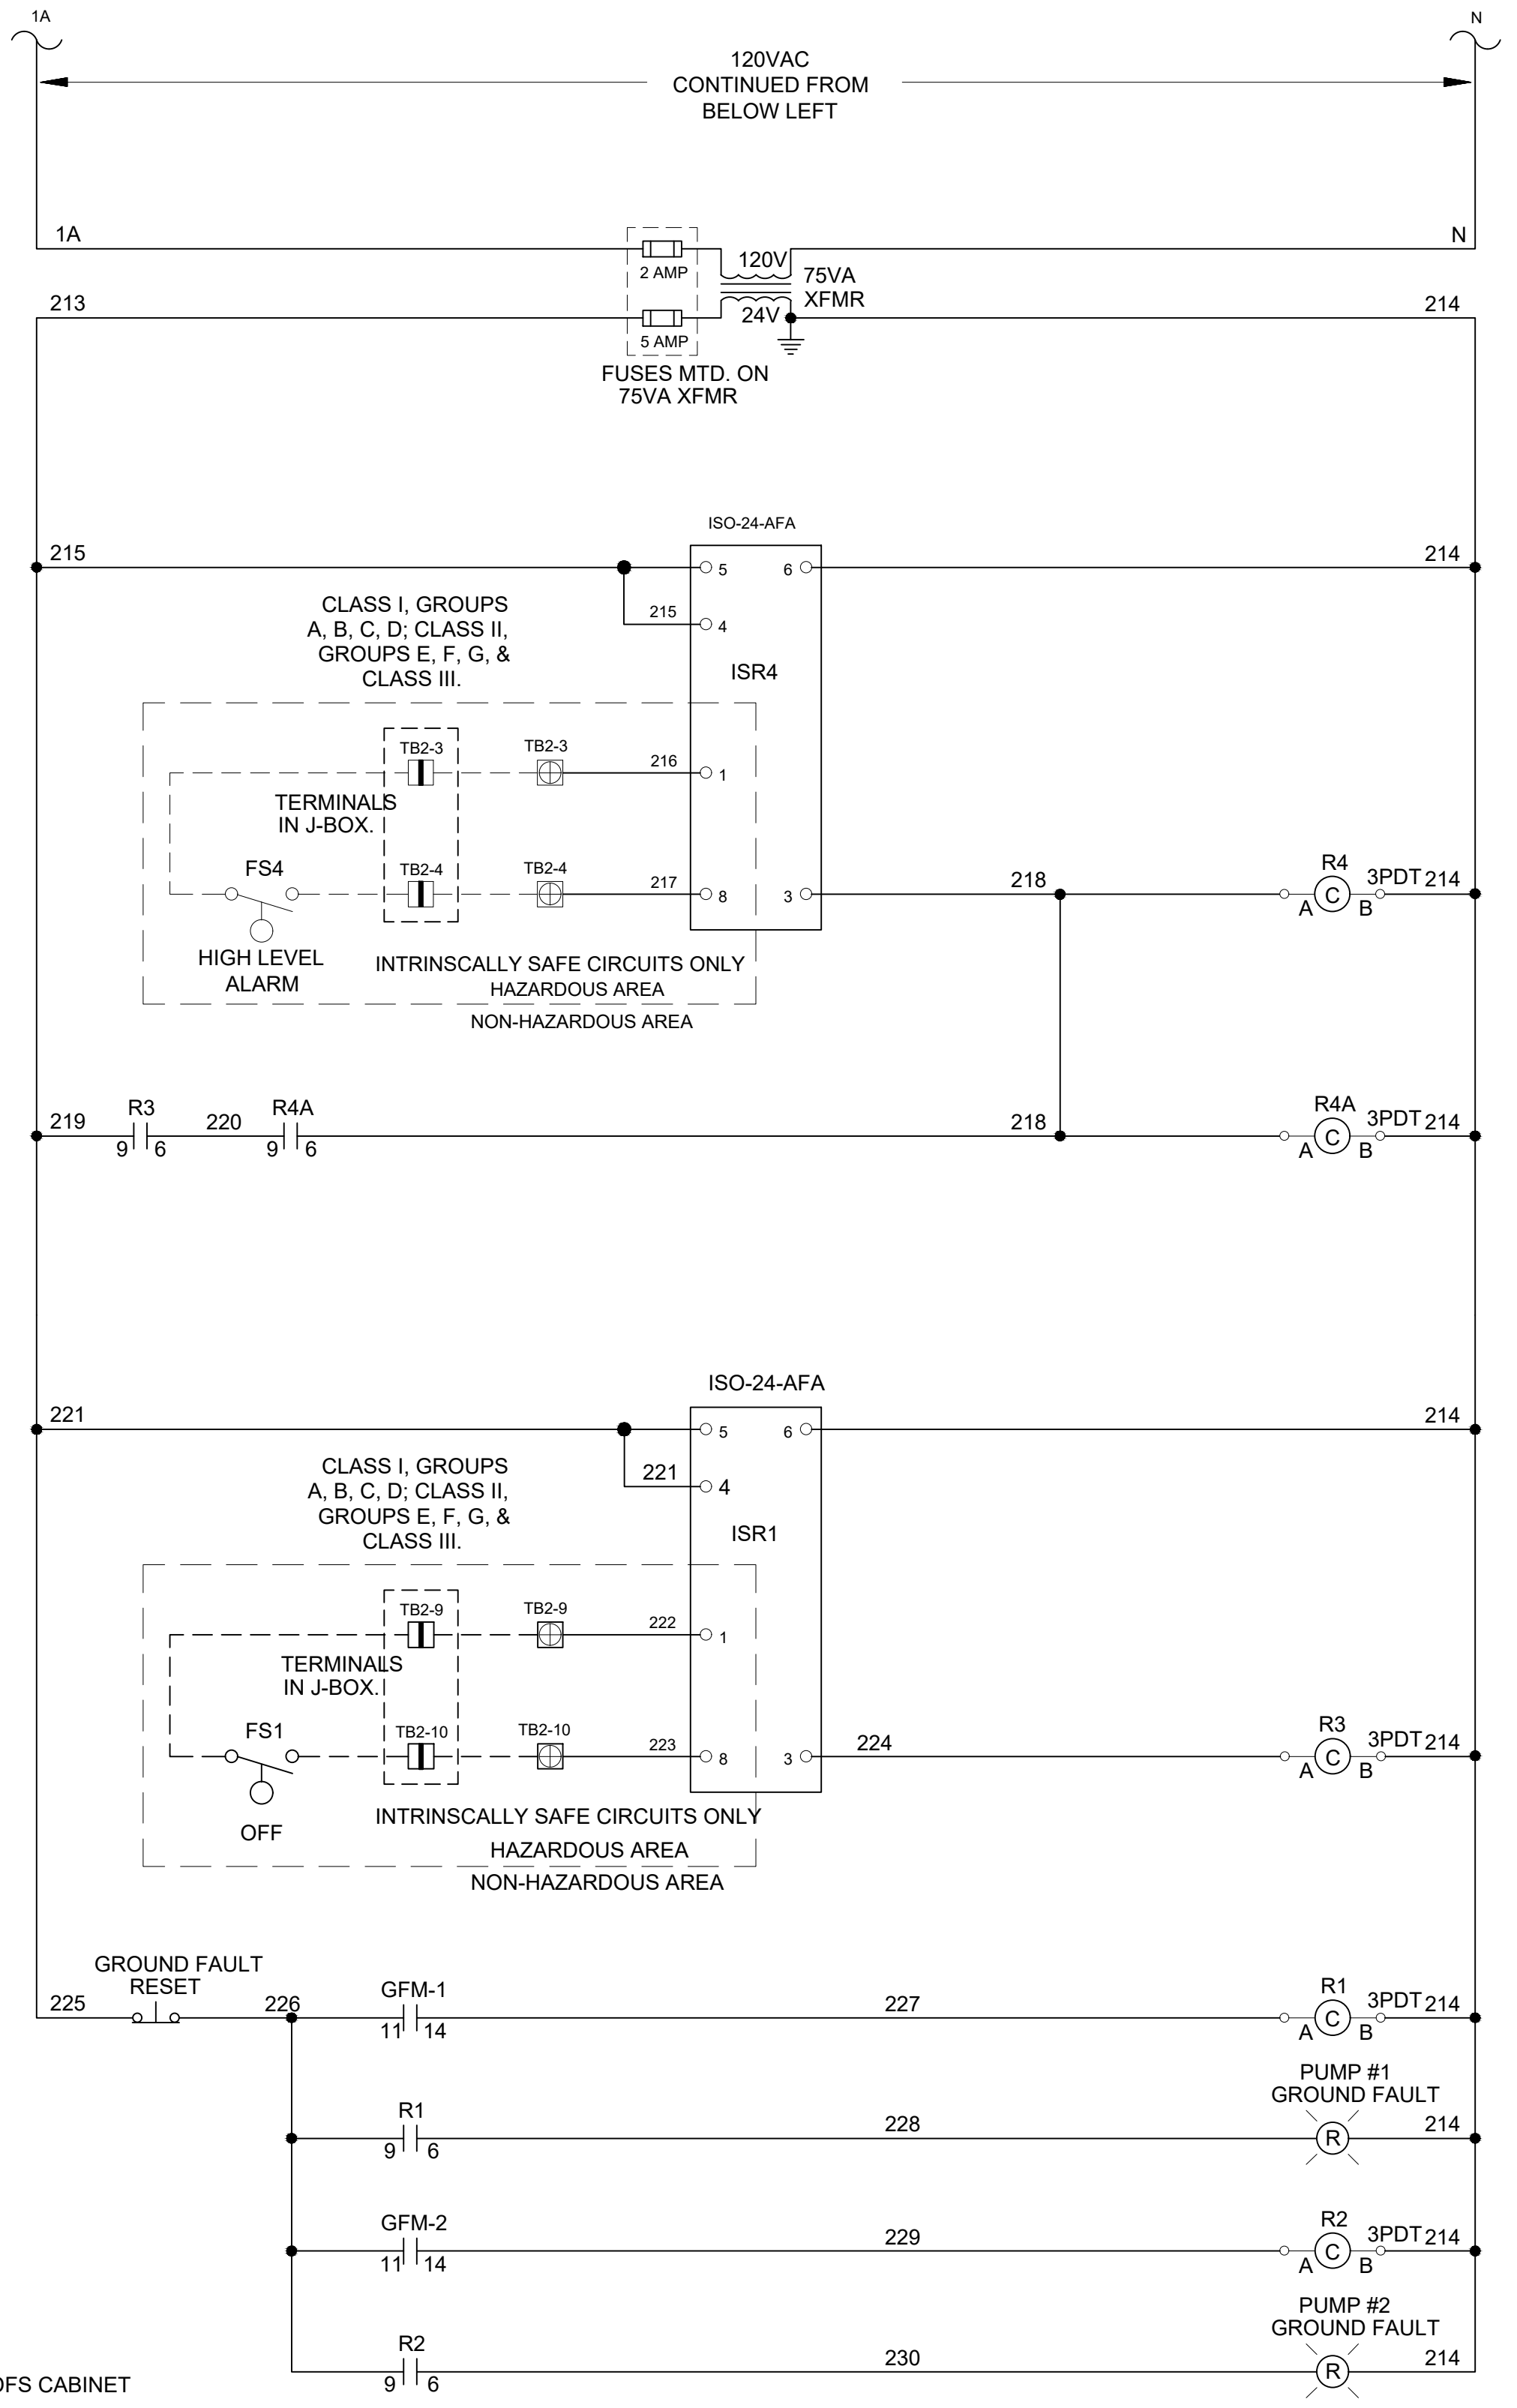 1A
N
120VAC
CONTINUED FROM
BELOW LEFT
1A
N
2 AMP
120V
75VA
XFMR
213
24V
214
5 AMP
FUSES MTD. ON
75VA XFMR
ISO-24-AFA
215
5
6
214
215
4
CLASS I, GROUPS
A, B, C, D; CLASS II,
GROUPS E, F, G, &
CLASS III.
ISR4
TB2-3
TB2-3
216
1
TERMINALS
IN J-BOX.
FS4
TB2-4
TB2-4
217
8
3
218
R4
3PDT
214
A
C
B
HIGH LEVEL
ALARM
INTRINSCALLY SAFE CIRCUITS ONLY
HAZARDOUS AREA
NON-HAZARDOUS AREA
219
R3
9
6
220
R4A
9
6
218
R4A
3PDT
214
A
C
B
ISO-24-AFA
221
5
6
214
221
4
CLASS I, GROUPS
A, B, C, D; CLASS II,
GROUPS E, F, G, &
CLASS III.
ISR1
TB2-9
TB2-9
222
1
TERMINALS
IN J-BOX.
FS1
TB2-10
TB2-10
223
8
3
224
R3
3PDT
214
A
C
B
OFF
INTRINSCALLY SAFE CIRCUITS ONLY
HAZARDOUS AREA
NON-HAZARDOUS AREA
GROUND FAULT
RESET
225
226
GFM-1
11
14
227
R1
3PDT
214
A
C
B
R1
9
6
228
PUMP #1
GROUND FAULT
R
214
GFM-2
11
14
229
R2
3PDT
214
A
C
B
R2
9
6
230
PUMP #2
GROUND FAULT
R
214
CABINET